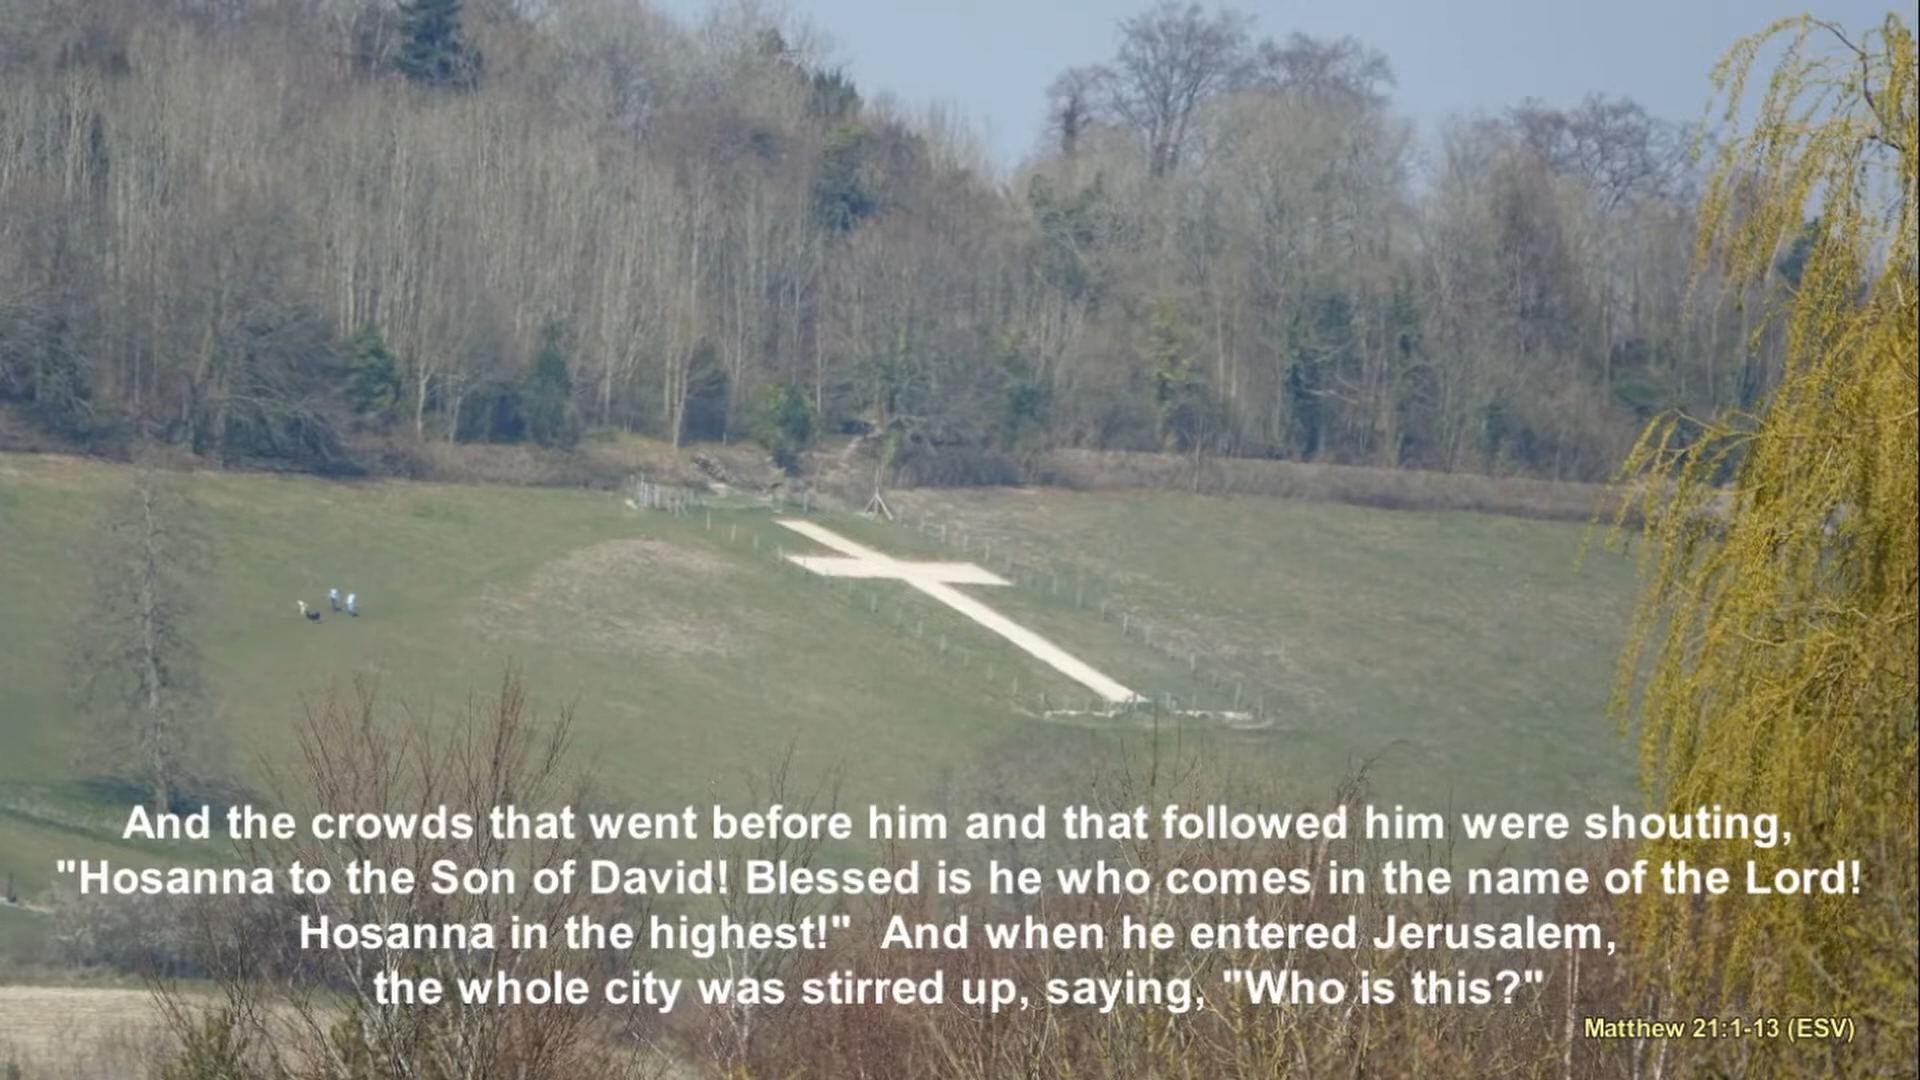 And the crowds that went before him and that followed him were shouting,
"Hosanna to the Son of David! Blessed is he who comes in the name of the Lord!
Hosanna in the highest!"  And when he entered Jerusalem,
the whole city was stirred up, saying, "Who is this?"
Matthew 21:1-13 (ESV)